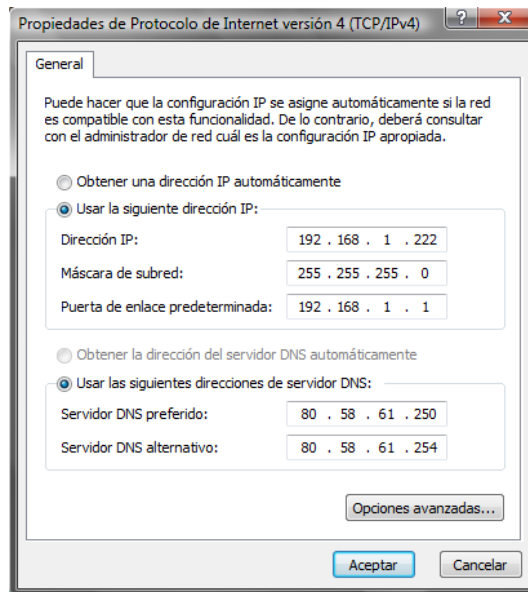 Propiedades de Protocolo de Internet versión 4 (TCP/IPv4)
? X
General
Puede hacer que la configuración IP se asigne automáticamente si la red
es compatible con esta funcionalidad. De lo contrario, deberá consultar
con el administrador de red cuál es la configuración IP apropiada.
Obtener una dirección IP automáticamente
Usar la siguiente dirección IP:
Dirección IP: 192 . 168 . 1 . 222
Máscara de subred: 255 . 255 . 255 . 0
Puerta de enlace predeterminada: 192 . 168 . 1 . 1
Obtener la dirección del servidor DNS automáticamente
Usar las siguientes direcciones de servidor DNS:
Servidor DNS preferido: 80 . 58 . 61 . 250
Servidor DNS alternativo: 80 . 58 . 61 . 254
Opciones avanzadas...
Aceptar Cancelar